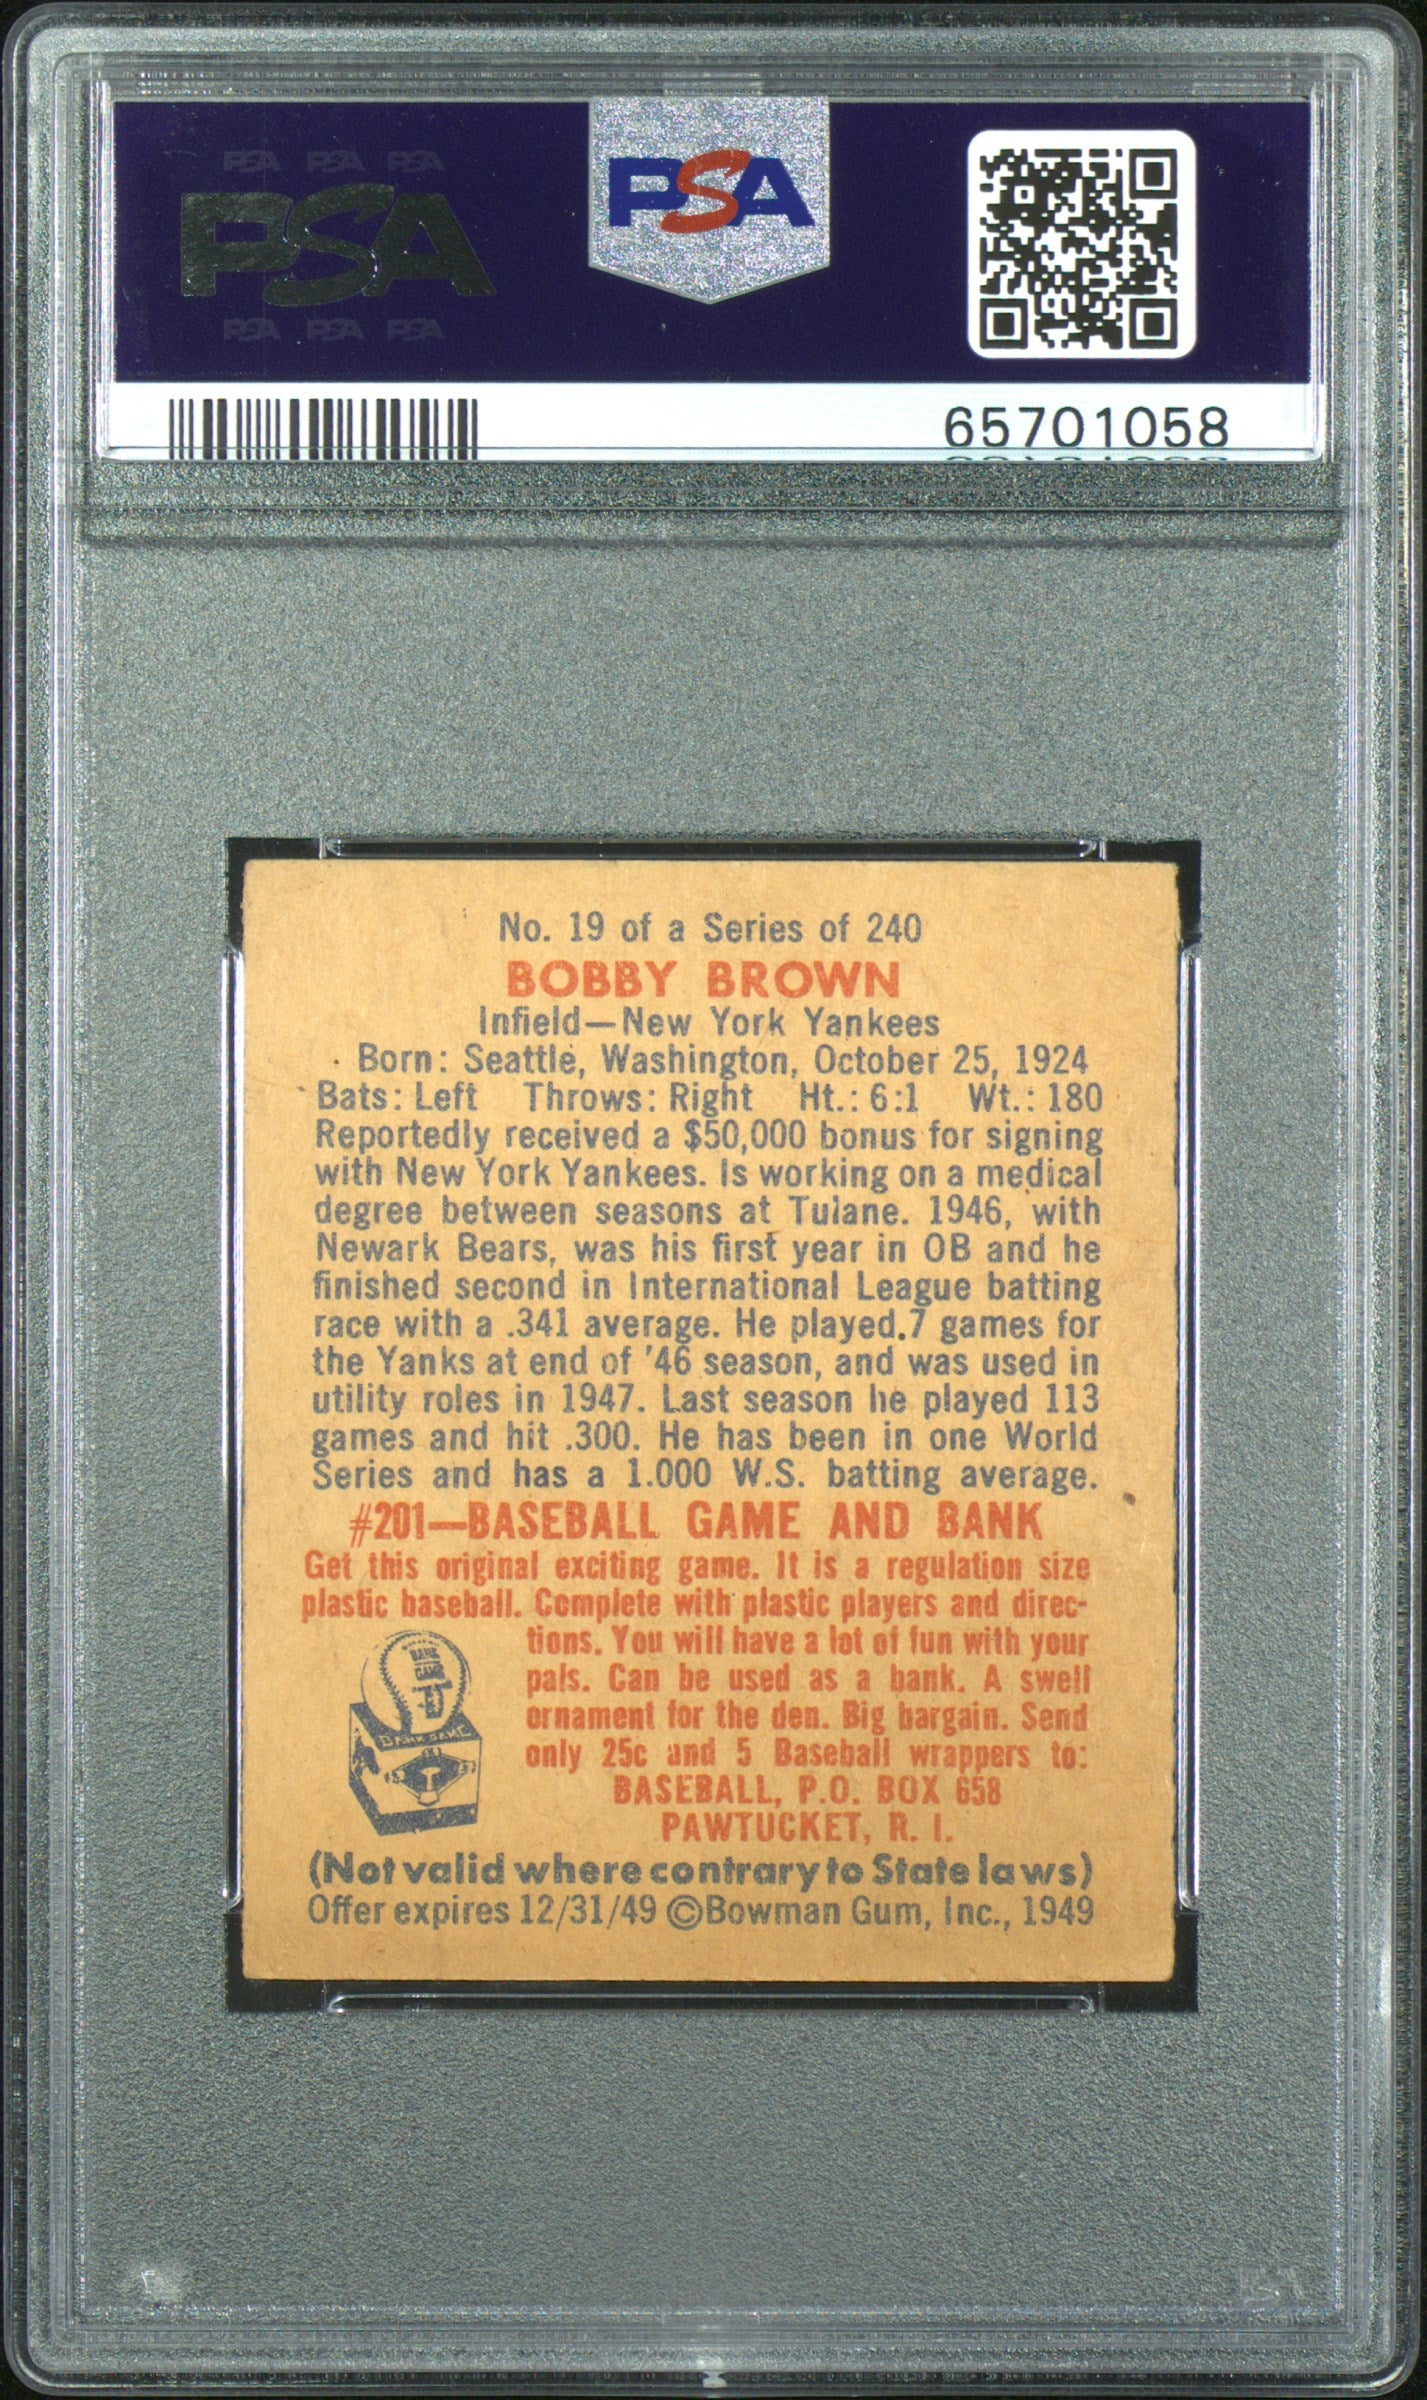 PSA PSA PSA
PSA
PSA PSA PSA
PSA
65701058
No. 19 of a Series of 240
BOBBY BROWN
Infield—New York Yankees
Born: Seattle, Washington, October 25, 1924
Bats: Left Throws: Right Ht.: 6:1 Wt.: 180
Reportedly received a $50,000 bonus for signing
with New York Yankees. Is working on a medical
degree between seasons at Tulane. 1946, with
Newark Bears, was his first year in OB and he
finished second in International League batting
race with a .341 average. He played.7 games for
the Yanks at end of '46 season, and was used in
utility roles in 1947. Last season he played 113
games and hit .300. He has been in one World
Series and has a 1.000 W.S. batting average.
#201—BASEBALL GAME AND BANK
Get this original exciting game. It is a regulation size
plastic baseball. Complete with plastic players and direc-
tions. You will have a lot of fun with your
pals. Can be used as a bank. A swell
ornament for the den. Big bargain. Send
only 25c and 5 Baseball wrappers to:
BASEBALL, P.O. BOX 658
PAWTUCKET, R. I.
BANK
GAME
BANK GAME
(Not valid where contrary to State laws)
Offer expires 12/31/49 ©Bowman Gum, Inc., 1949
PSA